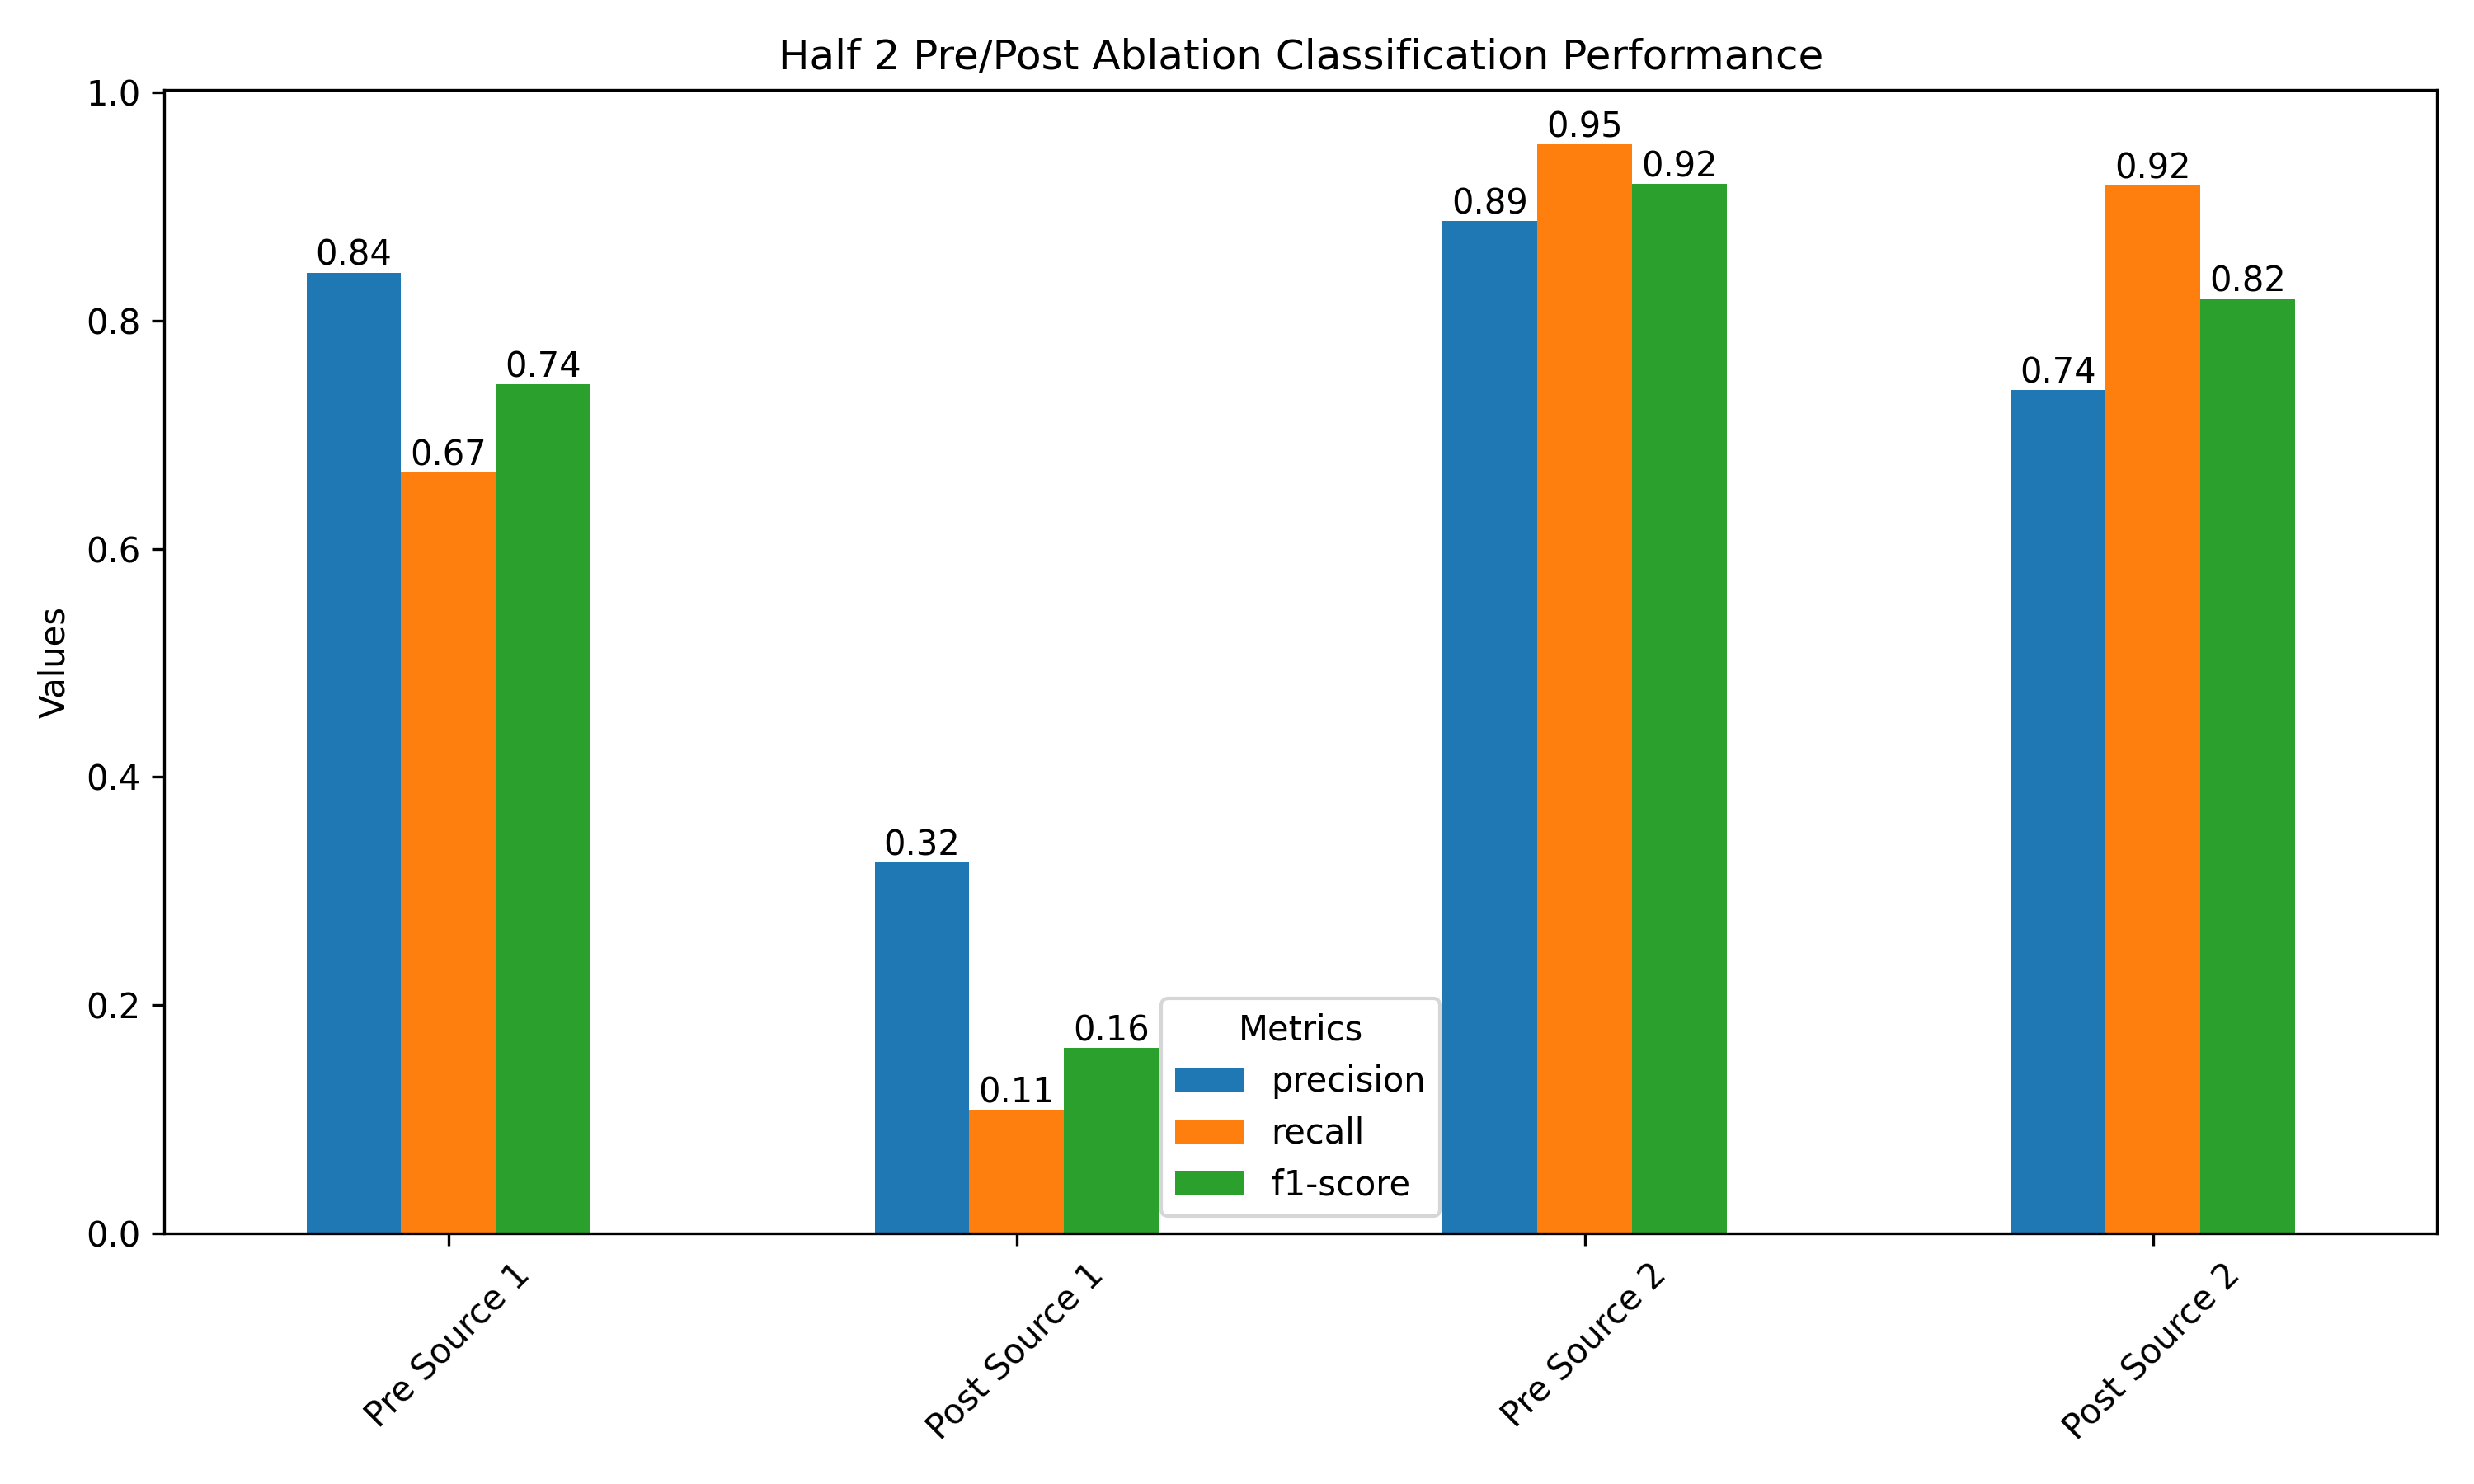 Half 2 Pre/Post Ablation Classification Performance
Values
1.0
0.8
0.6
0.4
0.2
0.0
0.84
0.67
0.74
0.32
0.11
0.16
0.89
0.95
0.92
0.74
0.92
0.82
Metrics
precision
recall
f1-score
Pre Source 1
Post Source 1
Pre Source 2
Post Source 2